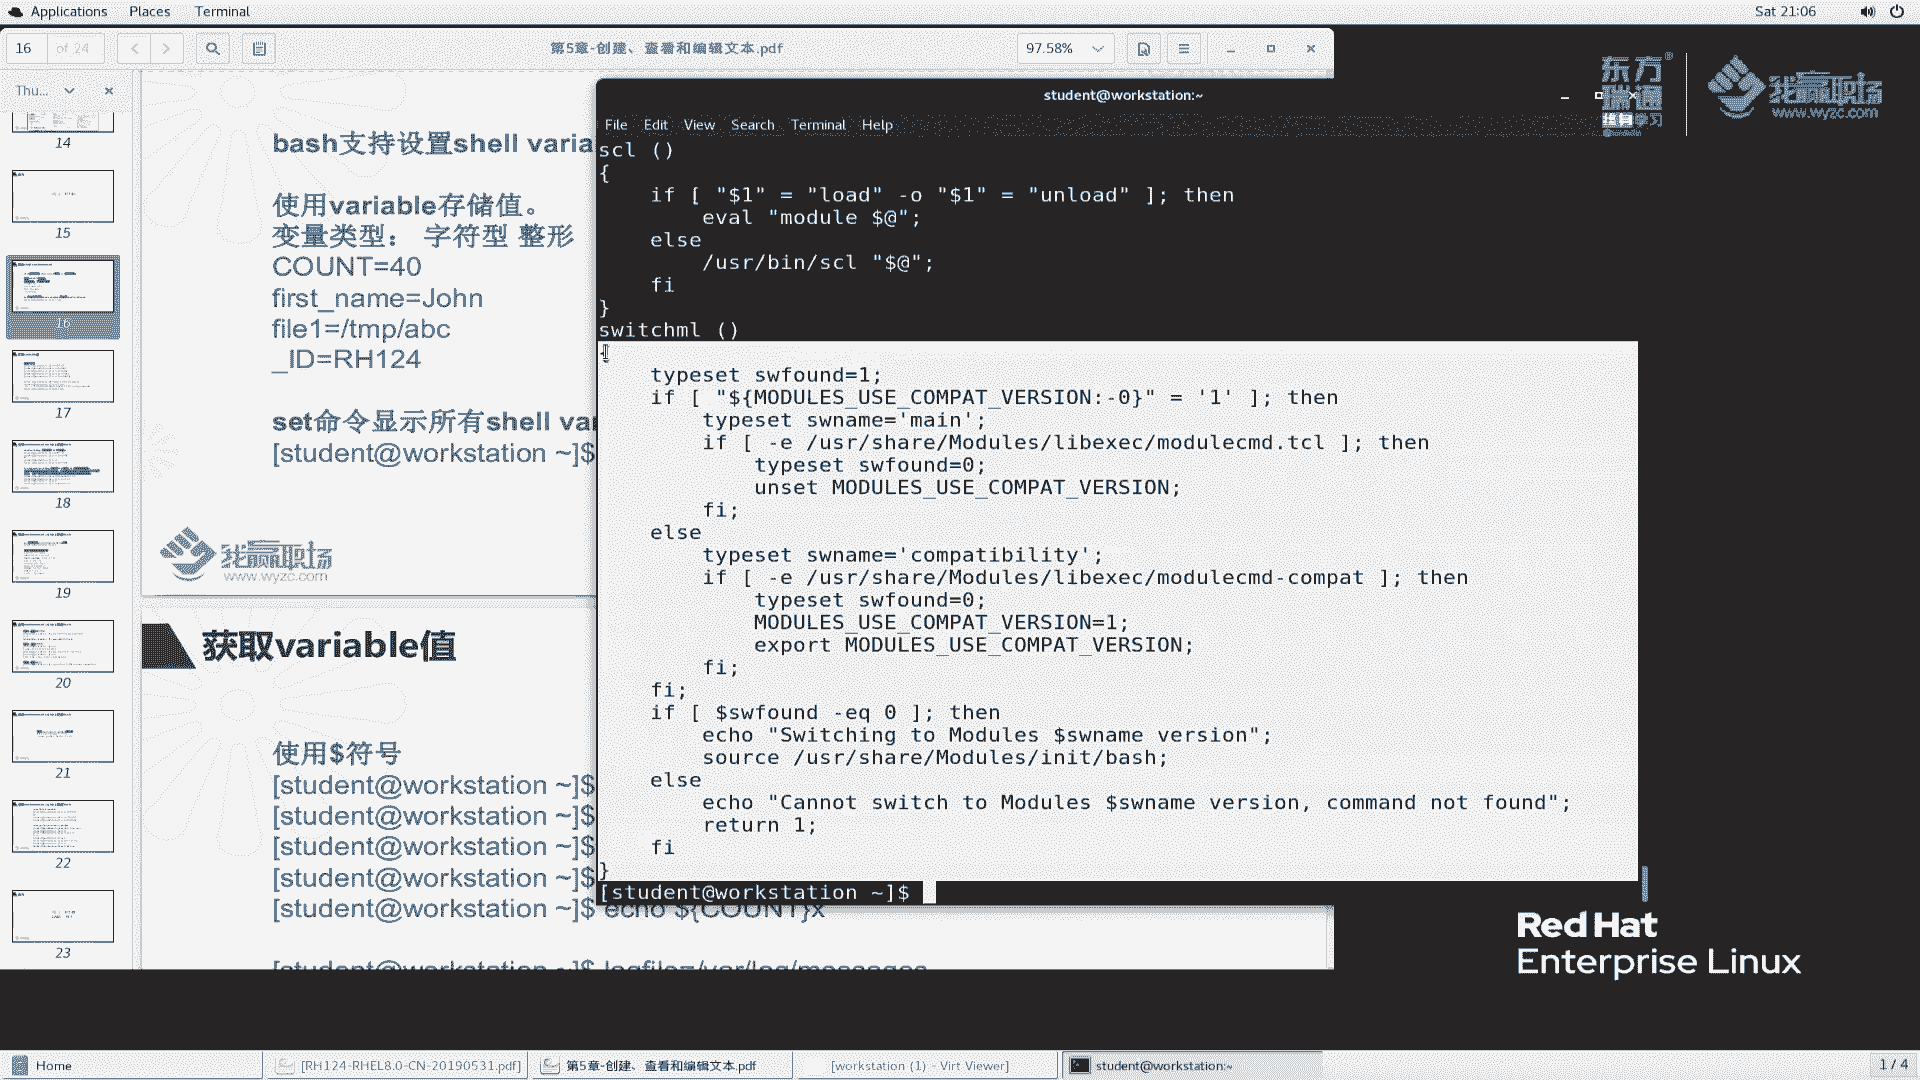 Applications Places Terminal
Sat 21:06
16 of 24
第5章-创建、查看和编辑文本.pdf
97.58%
Thu...
14
15
16
17
18
19
20
21
22
23
bash支持设置shell varia
使用variable存储值。
变量类型： 字符型 整形
COUNT=40
first_name=John
file1=/tmp/abc
_ID=RH124
set命令显示所有shell var
[student@workstation ~]$
我赢职场
www.wyzc.com
获取variable值
使用$符号
[student@workstation ~]$
[student@workstation ~]$
[student@workstation ~]$
[student@workstation ~]$
[student@workstation ~]$ echo ${COUNT}x
[student@workstation ~]$ logfile=/var/log/messages
student@workstation:~
File Edit View Search Terminal Help
scl ()
{
    if [ "$1" = "load" -o "$1" = "unload" ]; then
        eval "module $@";
    else
        /usr/bin/scl "$@";
    fi
}
switchml ()
{
    typeset swfound=1;
    if [ "${MODULES_USE_COMPAT_VERSION:-0}" = '1' ]; then
        typeset swname='main';
        if [ -e /usr/share/Modules/libexec/modulecmd.tcl ]; then
            typeset swfound=0;
            unset MODULES_USE_COMPAT_VERSION;
        fi;
    else
        typeset swname='compatibility';
        if [ -e /usr/share/Modules/libexec/modulecmd-compat ]; then
            typeset swfound=0;
            MODULES_USE_COMPAT_VERSION=1;
            export MODULES_USE_COMPAT_VERSION;
        fi;
    fi;
    if [ $swfound -eq 0 ]; then
        echo "Switching to Modules $swname version";
        source /usr/share/Modules/init/bash;
    else
        echo "Cannot switch to Modules $swname version, command not found";
        return 1;
    fi
}
[student@workstation ~]$
东方瑞通
终身学习
我赢职场
www.wyzc.com
Red Hat
Enterprise Linux
Home
[RH124-RHEL8.0-CN-20190531.pdf]
第5章-创建、查看和编辑文本.pdf
[workstation (1) - Virt Viewer]
student@workstation:~
1 / 4